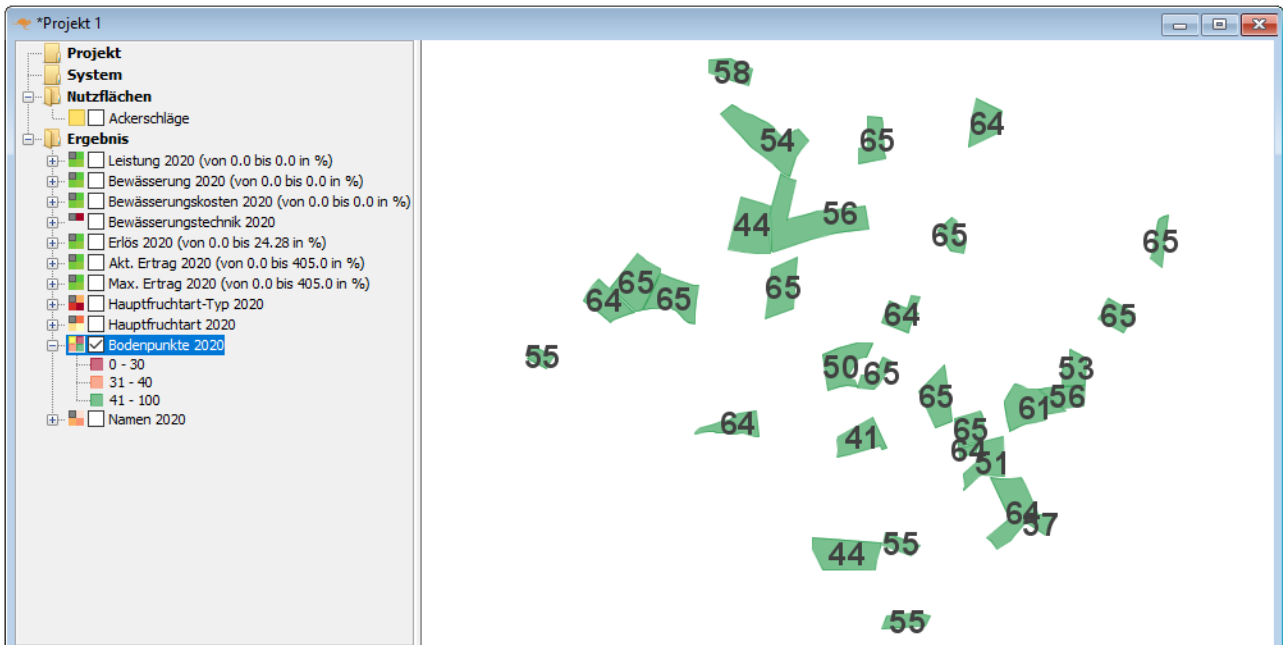 *Projekt 1
Projekt
System
Nutzflächen
Ackerschläge
Ergebnis
Leistung 2020 (von 0.0 bis 0.0 in %)
Bewässerung 2020 (von 0.0 bis 0.0 in %)
Bewässerungskosten 2020 (von 0.0 bis 0.0 in %)
Bewässerungstechnik 2020
Erlös 2020 (von 0.0 bis 24.28 in %)
Akt. Ertrag 2020 (von 0.0 bis 405.0 in %)
Max. Ertrag 2020 (von 0.0 bis 405.0 in %)
Hauptfruchtart-Typ 2020
Hauptfruchtart 2020
Bodenpunkte 2020
0 - 30
31 - 40
41 - 100
Namen 2020
58
64
54
65
56
44
65
65
65
64
65
65
64
65
55
50
65
53
65
56
61
64
41
65
64
51
64
57
55
44
55